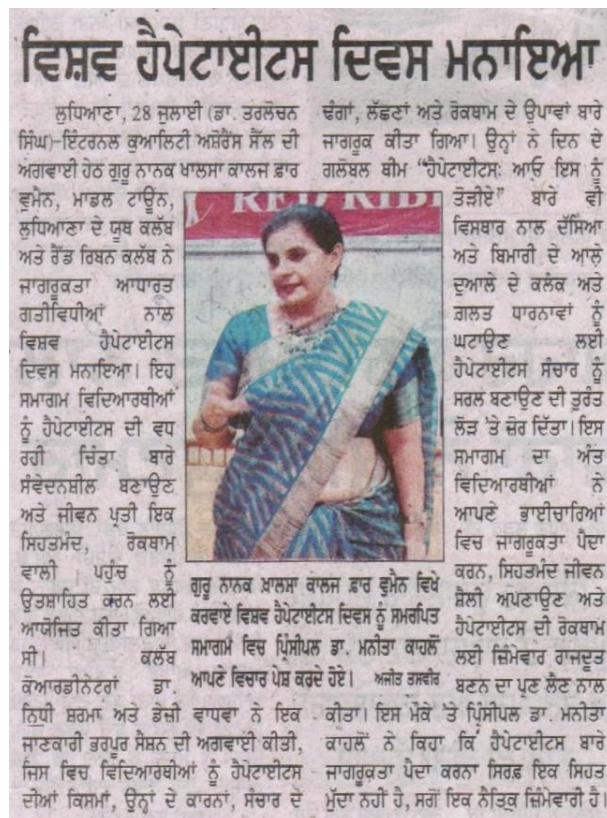 ਵਿਸ਼ਵ ਹੈਪੇਟਾਈਟਸ ਦਿਵਸ ਮਨਾਇਆ
ਲੁਧਿਆਣਾ, 28 ਜੁਲਾਈ (ਡਾ. ਤਰਲੋਚਨ
ਸਿੰਘ)-ਇੰਟਰਨਲ ਕੁਆਲਿਟੀ ਅਸ਼ੋਰੈਂਸ ਸੈੱਲ ਦੀ
ਅਗਵਾਈ ਹੇਠ ਗੁਰੂ ਨਾਨਕ ਖਾਲਸਾ ਕਾਲਜ ਫ਼ਾਰ
ਵੂਮੈਨ, ਮਾਡਲ ਟਾਊਨ,
ਲੁਧਿਆਣਾ ਦੇ ਯੂਥ ਕਲੱਬ
ਅਤੇ ਰੈੱਡ ਰਿਬਨ ਕਲੱਬ ਨੇ
ਜਾਗਰੂਕਤਾ ਆਧਾਰਤ
ਗਤੀਵਿਧੀਆਂ ਨਾਲ
ਵਿਸ਼ਵ ਹੈਪੇਟਾਈਟਸ
ਦਿਵਸ ਮਨਾਇਆ। ਇਹ
ਸਮਾਗਮ ਵਿਦਿਆਰਥੀਆਂ
ਨੂੰ ਹੈਪੇਟਾਈਟਸ ਦੀ ਵਧ
ਰਹੀ ਚਿੰਤਾ ਬਾਰੇ
ਸੰਵੇਦਨਸ਼ੀਲ ਬਣਾਉਣ
ਅਤੇ ਜੀਵਨ ਪ੍ਰਤੀ ਇਕ
ਸਿਹਤਮੰਦ, ਰੋਕਥਾਮ
ਵਾਲੀ ਪਹੁੰਚ ਨੂੰ
ਉਤਸ਼ਾਹਿਤ ਕਰਨ ਲਈ
ਆਯੋਜਿਤ ਕੀਤਾ ਗਿਆ
ਸੀ। ਕਲੱਬ
ਕੋਆਰਡੀਨੇਟਰਾਂ ਡਾ.
ਨਿਧੀ ਸ਼ਰਮਾ ਅਤੇ ਡੇਜ਼ੀ ਵਾਧਵਾ ਨੇ ਇਕ
ਜਾਣਕਾਰੀ ਭਰਪੂਰ ਸੈਸ਼ਨ ਦੀ ਅਗਵਾਈ ਕੀਤੀ,
ਜਿਸ ਵਿਚ ਵਿਦਿਆਰਥੀਆਂ ਨੂੰ ਹੈਪੇਟਾਈਟਸ
ਦੀਆਂ ਕਿਸਮਾਂ, ਉਨ੍ਹਾਂ ਦੇ ਕਾਰਨਾਂ, ਸੰਚਾਰ ਦੇ
ਢੰਗਾਂ, ਲੱਛਣਾਂ ਅਤੇ ਰੋਕਥਾਮ ਦੇ ਉਪਾਵਾਂ ਬਾਰੇ
ਜਾਗਰੂਕ ਕੀਤਾ ਗਿਆ। ਉਨ੍ਹਾਂ ਨੇ ਦਿਨ ਦੇ
ਗਲੋਬਲ ਥੀਮ "ਹੈਪੇਟਾਈਟਸ: ਆਓ ਇਸ ਨੂੰ
ਤੋੜੀਏ" ਬਾਰੇ ਵੀ
ਵਿਸਥਾਰ ਨਾਲ ਦੱਸਿਆ
ਅਤੇ ਬਿਮਾਰੀ ਦੇ ਆਲੇ
ਦੁਆਲੇ ਦੇ ਕਲੰਕ ਅਤੇ
ਗ਼ਲਤ ਧਾਰਨਾਵਾਂ ਨੂੰ
ਘਟਾਉਣ ਲਈ
ਹੈਪੇਟਾਈਟਸ ਸੰਚਾਰ ਨੂੰ
ਸਰਲ ਬਣਾਉਣ ਦੀ ਤੁਰੰਤ
ਲੋੜ 'ਤੇ ਜ਼ੋਰ ਦਿੱਤਾ। ਇਸ
ਸਮਾਗਮ ਦਾ ਅੰਤ
ਵਿਦਿਆਰਥੀਆਂ ਨੇ
ਆਪਣੇ ਭਾਈਚਾਰਿਆਂ
ਵਿਚ ਜਾਗਰੂਕਤਾ ਪੈਦਾ
ਕਰਨ, ਸਿਹਤਮੰਦ ਜੀਵਨ
ਸ਼ੈਲੀ ਅਪਣਾਉਣ ਅਤੇ
ਹੈਪੇਟਾਈਟਸ ਦੀ ਰੋਕਥਾਮ
ਲਈ ਜ਼ਿੰਮੇਵਾਰ ਰਾਜਦੂਤ
ਬਣਨ ਦਾ ਪ੍ਰਣ ਲੈਣ ਨਾਲ
ਕੀਤਾ। ਇਸ ਮੌਕੇ 'ਤੇ ਪ੍ਰਿੰਸੀਪਲ ਡਾ. ਮਨੀਤਾ
ਕਾਹਲੋਂ ਨੇ ਕਿਹਾ ਕਿ ਹੈਪੇਟਾਈਟਸ ਬਾਰੇ
ਜਾਗਰੂਕਤਾ ਪੈਦਾ ਕਰਨਾ ਸਿਰਫ਼ ਇਕ ਸਿਹਤ
ਮੁੱਦਾ ਨਹੀਂ ਹੈ, ਸਗੋਂ ਇਕ ਨੈਤਿਕ ਜ਼ਿੰਮੇਵਾਰੀ ਹੈ।
RED RIB
ਗੁਰੂ ਨਾਨਕ ਖ਼ਾਲਸਾ ਕਾਲਜ ਫ਼ਾਰ ਵੂਮੈਨ ਵਿਖੇ
ਕਰਵਾਏ ਵਿਸ਼ਵ ਹੈਪੇਟਾਈਟਸ ਦਿਵਸ ਨੂੰ ਸਮਰਪਿਤ
ਸਮਾਗਮ ਵਿਚ ਪ੍ਰਿੰਸੀਪਲ ਡਾ. ਮਨੀਤਾ ਕਾਹਲੋਂ
ਆਪਣੇ ਵਿਚਾਰ ਪੇਸ਼ ਕਰਦੇ ਹੋਏ। ਅਜੀਤ ਤਸਵੀਰ